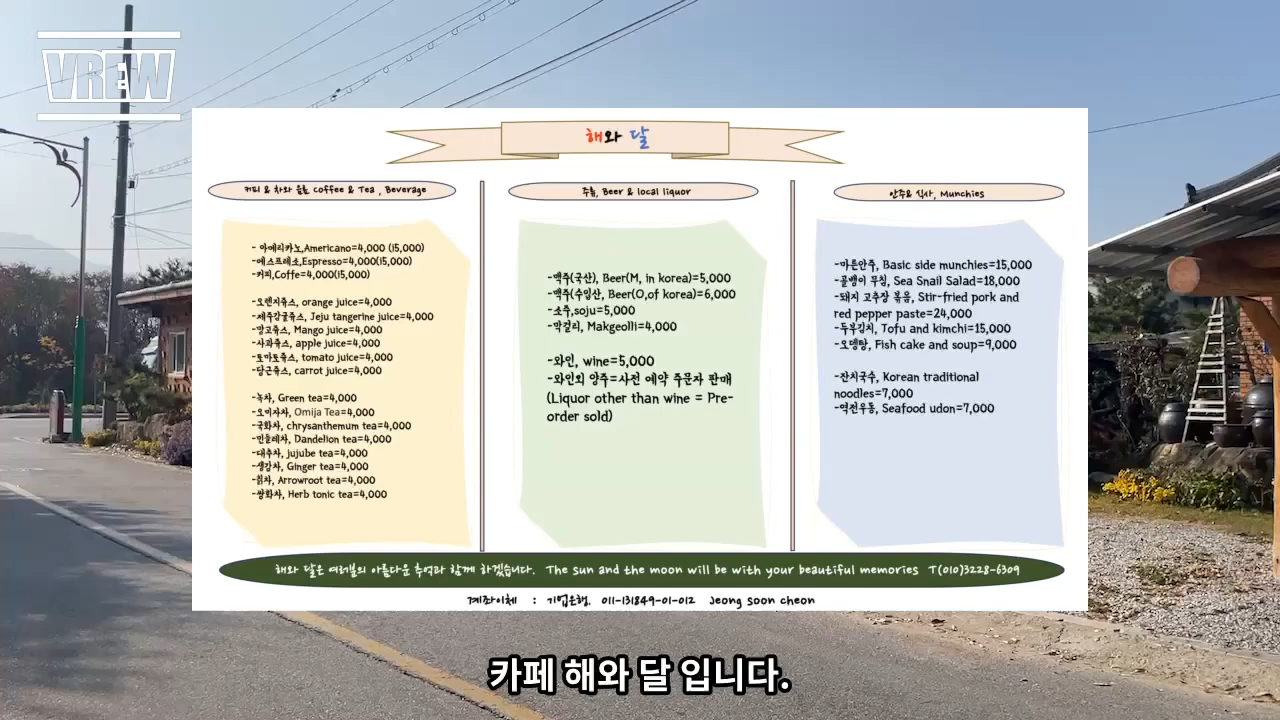 VREW
해와 달
커피 & 차와 음료 Coffee & Tea , Beverage
- 아메리카노,Americano=4,000 (i5,000)
-에스프레소,Espresso=4,000(i5,000)
-커피,Coffe=4,000(i5,000)
-오렌지쥬스, orange juice=4,000
-제주감귤쥬스, Jeju tangerine juice=4,000
-망고쥬스, Mango juice=4,000
-사과쥬스, apple juice=4,000
-토마토쥬스, tomato juice=4,000
-당근쥬스, carrot juice=4,000
-녹차, Green tea=4,000
-오미자차, Omija Tea=4,000
-국화차, chrysanthemum tea=4,000
-민들레차, Dandelion tea=4,000
-대추차, jujube tea=4,000
-생강차, Ginger tea=4,000
-칡차, Arrowroot tea=4,000
-쌍화차, Herb tonic tea=4,000
주류, Beer & local liquor
-맥주(국산), Beer(M, in korea)=5,000
-맥주(수입산, Beer(O,of korea)=6,000
-소주,soju=5,000
-막걸리, Makgeolli=4,000
-와인, wine=5,000
-와인외 양주=사전 예약 주문자 판매
(Liquor other than wine = Pre-
order sold)
안주& 식사, Munchies
-마른안주, Basic side munchies=15,000
-골뱅이 무침, Sea Snail Salad=18,000
-돼지 고추장 볶음, Stir-fried pork and
red pepper paste=24,000
-두부김치, Tofu and kimchi=15,000
-오뎅탕, Fish cake and soup=9,000
-잔치국수, Korean traditional
noodles=7,000
-역전우동, Seafood udon=7,000
해와 달은 여러분의 아름다운 추억과 함께 하겠습니다. The sun and the moon will be with your beautiful memories T(010)3228-6309
계좌이체 : 기업은행. 011-131849-01-012 Jeong soon cheon
카페 해와 달 입니다.